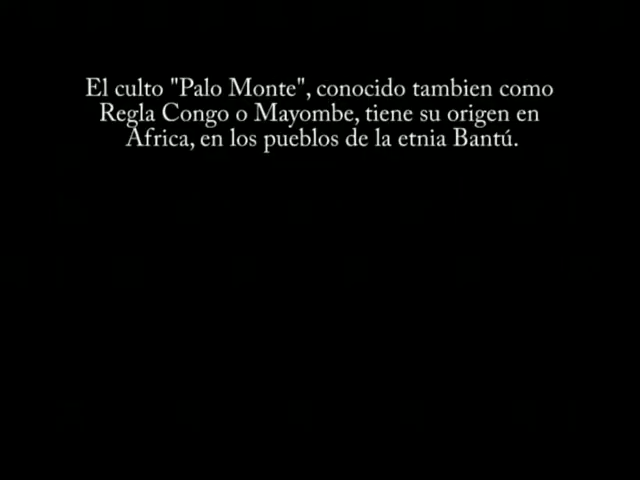 El culto "Palo Monte", conocido tambien como
Regla Congo o Mayombe, tiene su origen en
Africa, en los pueblos de la etnia Bantú.